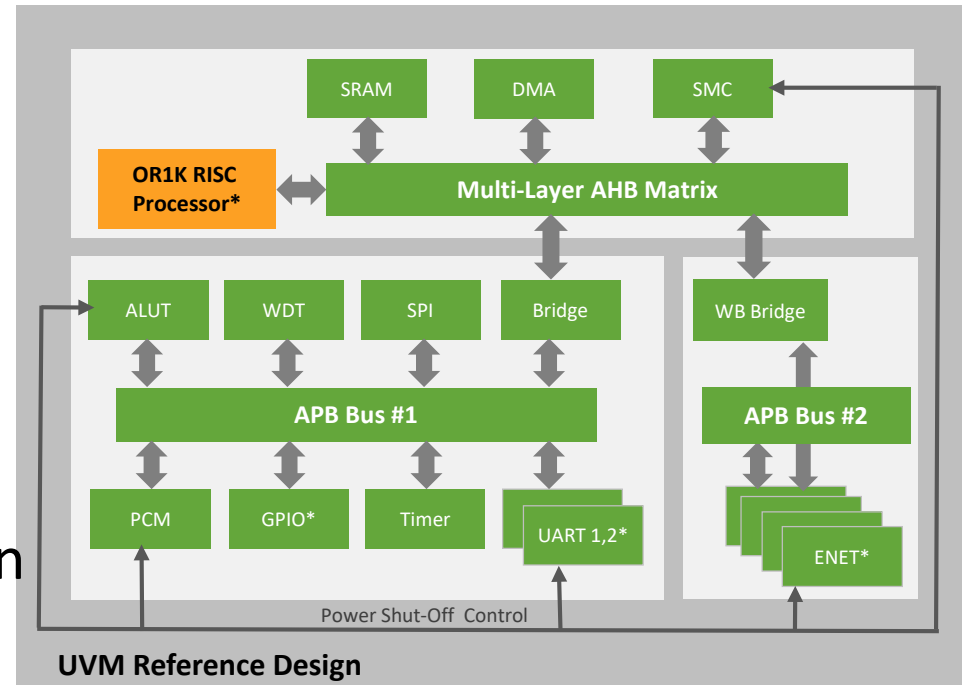 SRAM
DMA
SMC
OR1K RISC
Processor*
Multi-Layer AHB Matrix
ALUT
WDT
SPI
Bridge
WB Bridge
APB Bus #1
APB Bus #2
PCM
GPIO*
Timer
UART 1,2*
ENET*
n
Power Shut-Off Control
UVM Reference Design